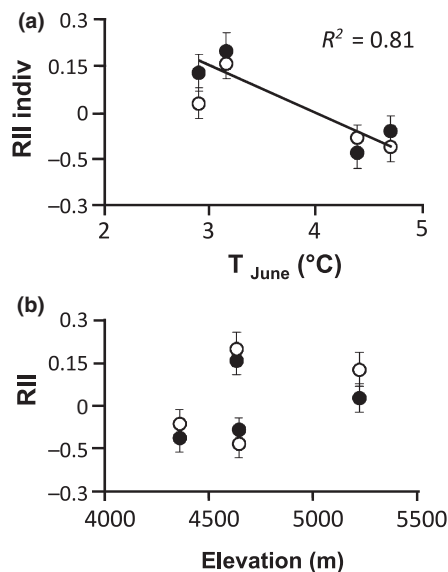 (a)
R² = 0.81
RII indiv
0.3
0.15
0
−0.5
−0.3
2 3 4 5
T June (°C)
(b)
RII
0.3
0.15
0
−0.5
−0.3
4000 4500 5000 5500
Elevation (m)